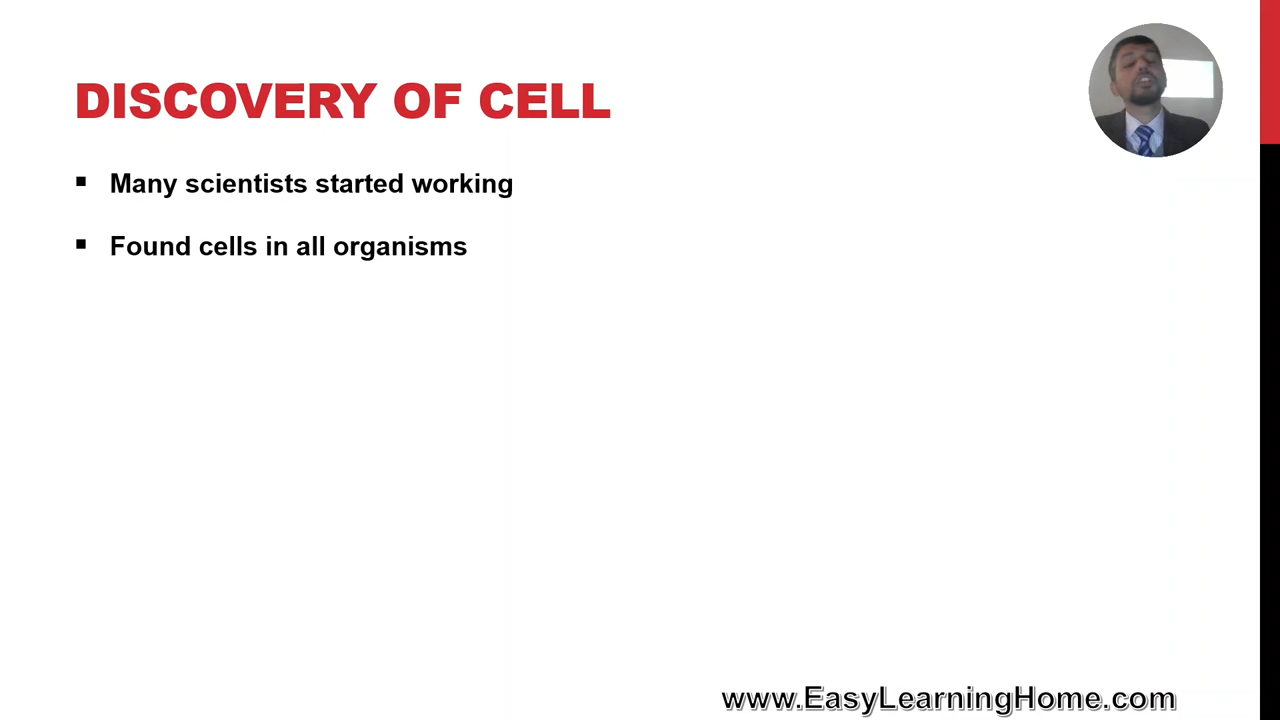 DISCOVERY OF CELL
▪ Many scientists started working
▪ Found cells in all organisms
www.EasyLearningHome.com